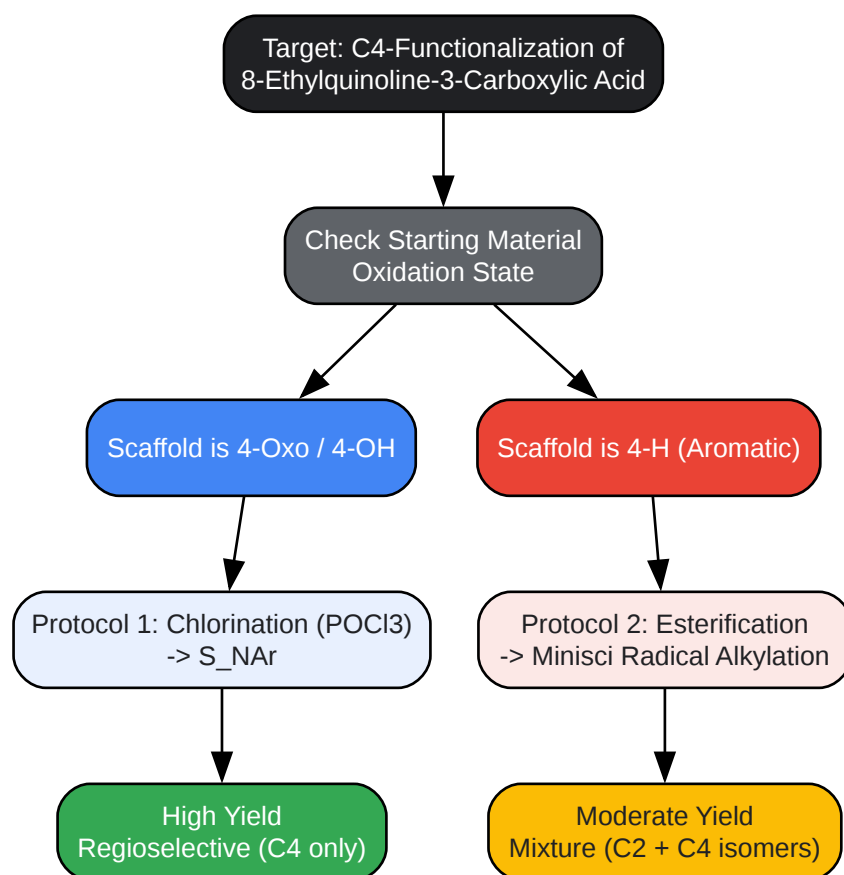 Target: C4-Functionalization of
8-Ethylquinoline-3-Carboxylic Acid
Check Starting Material
Oxidation State
Scaffold is 4-Oxo / 4-OH
Scaffold is 4-H (Aromatic)
Protocol 1: Chlorination (POCl3)
-> S_NAr
Protocol 2: Esterification
-> Minisci Radical Alkylation
High Yield
Regioselective (C4 only)
Moderate Yield
Mixture (C2 + C4 isomers)